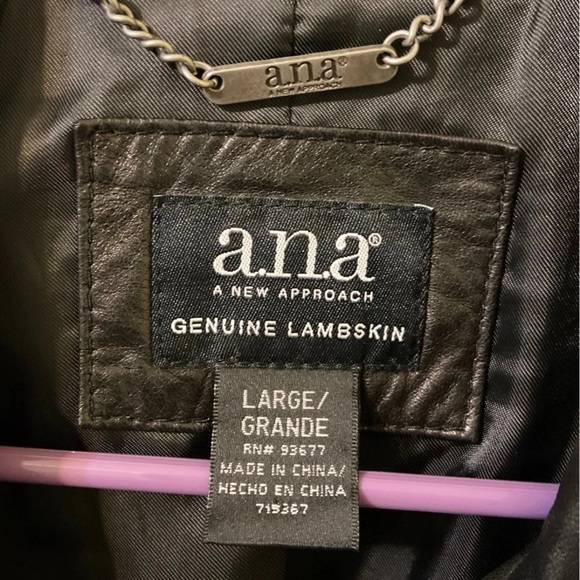 a.n.a®
A NEW APPROACH
a.n.a®
A NEW APPROACH
GENUINE LAMBSKIN
LARGE/
GRANDE
RN# 93677
MADE IN CHINA/
HECHO EN CHINA
715367